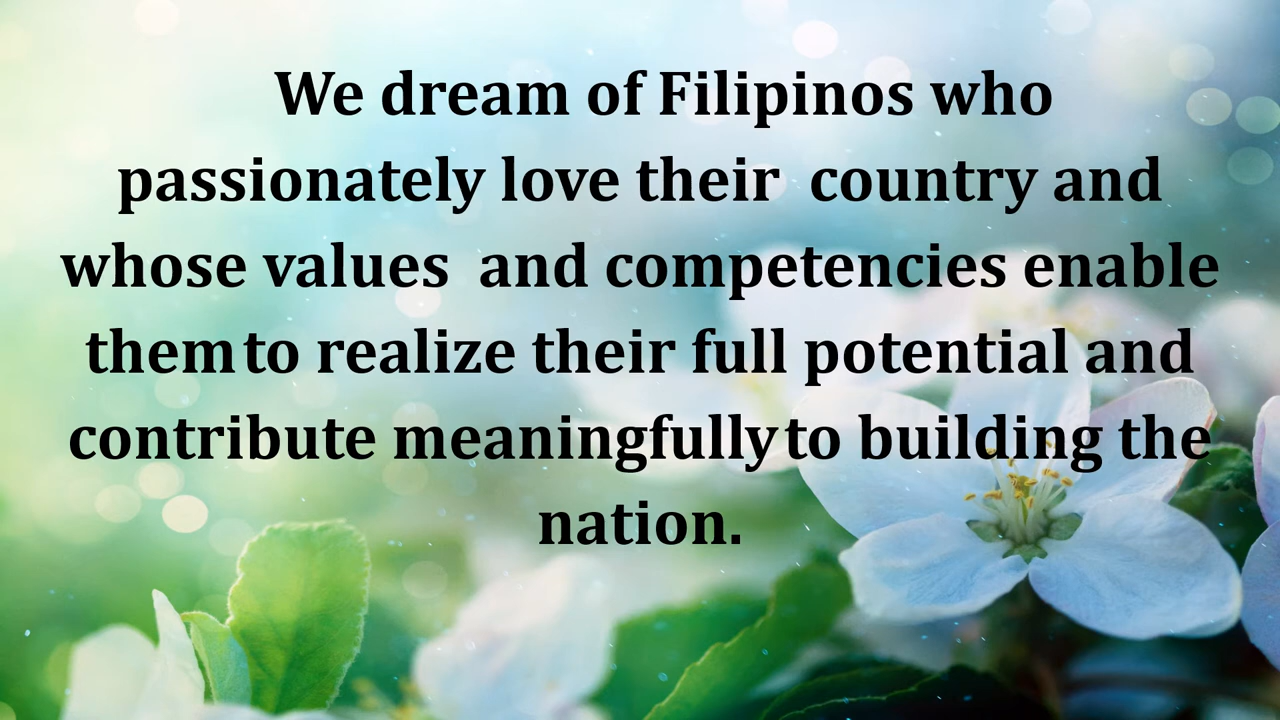 We dream of Filipinos who
passionately love their  country and
whose values  and competencies enable
them to realize their full potential and
contribute meaningfully to building the
nation.